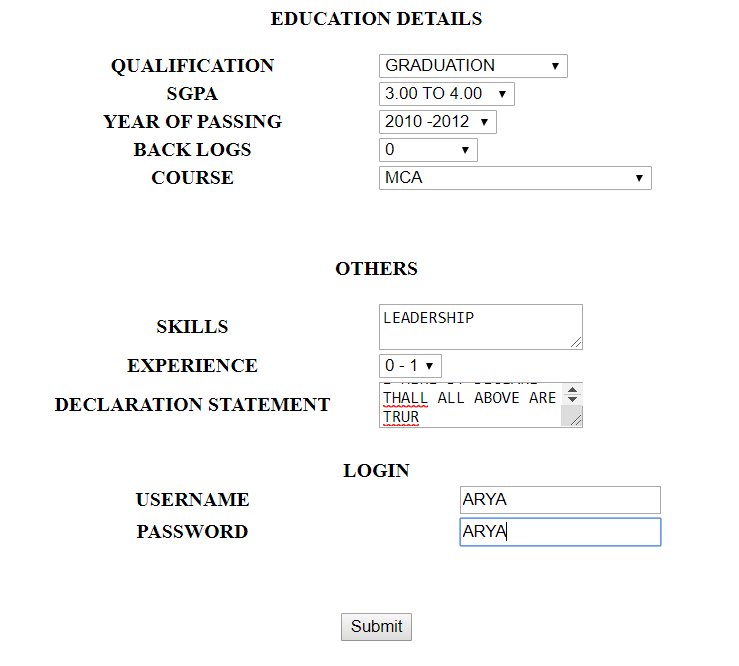 EDUCATION DETAILS
QUALIFICATION GRADUATION
SGPA 3.00 TO 4.00
YEAR OF PASSING 2010 -2012
BACK LOGS 0
COURSE MCA
OTHERS
SKILLS LEADERSHIP
EXPERIENCE 0 - 1
DECLARATION STATEMENT THALL ALL ABOVE ARE
TRUR
LOGIN
USERNAME ARYA
PASSWORD ARYA
Submit